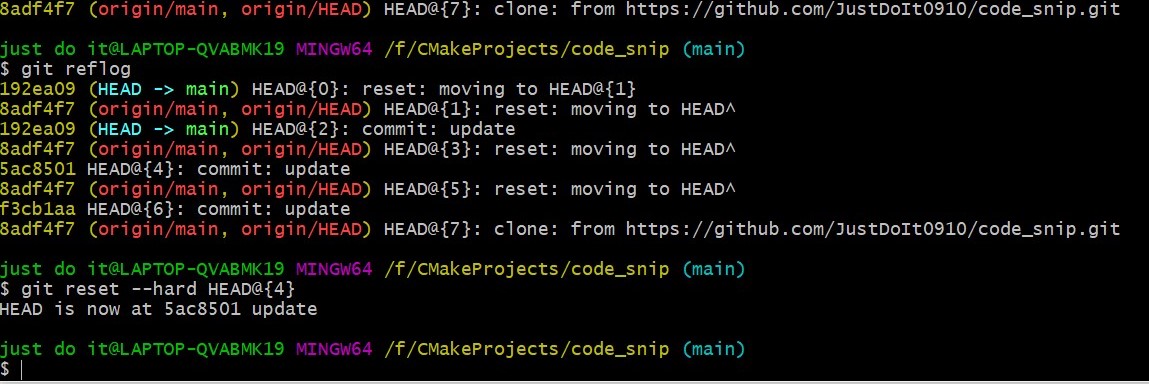 8adf4f7 (origin/main, origin/HEAD) HEAD@{7}: clone: from https://github.com/JustDoIt0910/code_snip.git
just do it@LAPTOP-QVABMK19 MINGW64 /f/CMakeProjects/code_snip (main)
$ git reflog
192ea09 (HEAD -> main) HEAD@{0}: reset: moving to HEAD@{1}
8adf4f7 (origin/main, origin/HEAD) HEAD@{1}: reset: moving to HEAD^
192ea09 (HEAD -> main) HEAD@{2}: commit: update
8adf4f7 (origin/main, origin/HEAD) HEAD@{3}: reset: moving to HEAD^
5ac8501 HEAD@{4}: commit: update
8adf4f7 (origin/main, origin/HEAD) HEAD@{5}: reset: moving to HEAD^
f3cb1aa HEAD@{6}: commit: update
8adf4f7 (origin/main, origin/HEAD) HEAD@{7}: clone: from https://github.com/JustDoIt0910/code_snip.git
just do it@LAPTOP-QVABMK19 MINGW64 /f/CMakeProjects/code_snip (main)
$ git reset --hard HEAD@{4}
HEAD is now at 5ac8501 update
just do it@LAPTOP-QVABMK19 MINGW64 /f/CMakeProjects/code_snip (main)
$